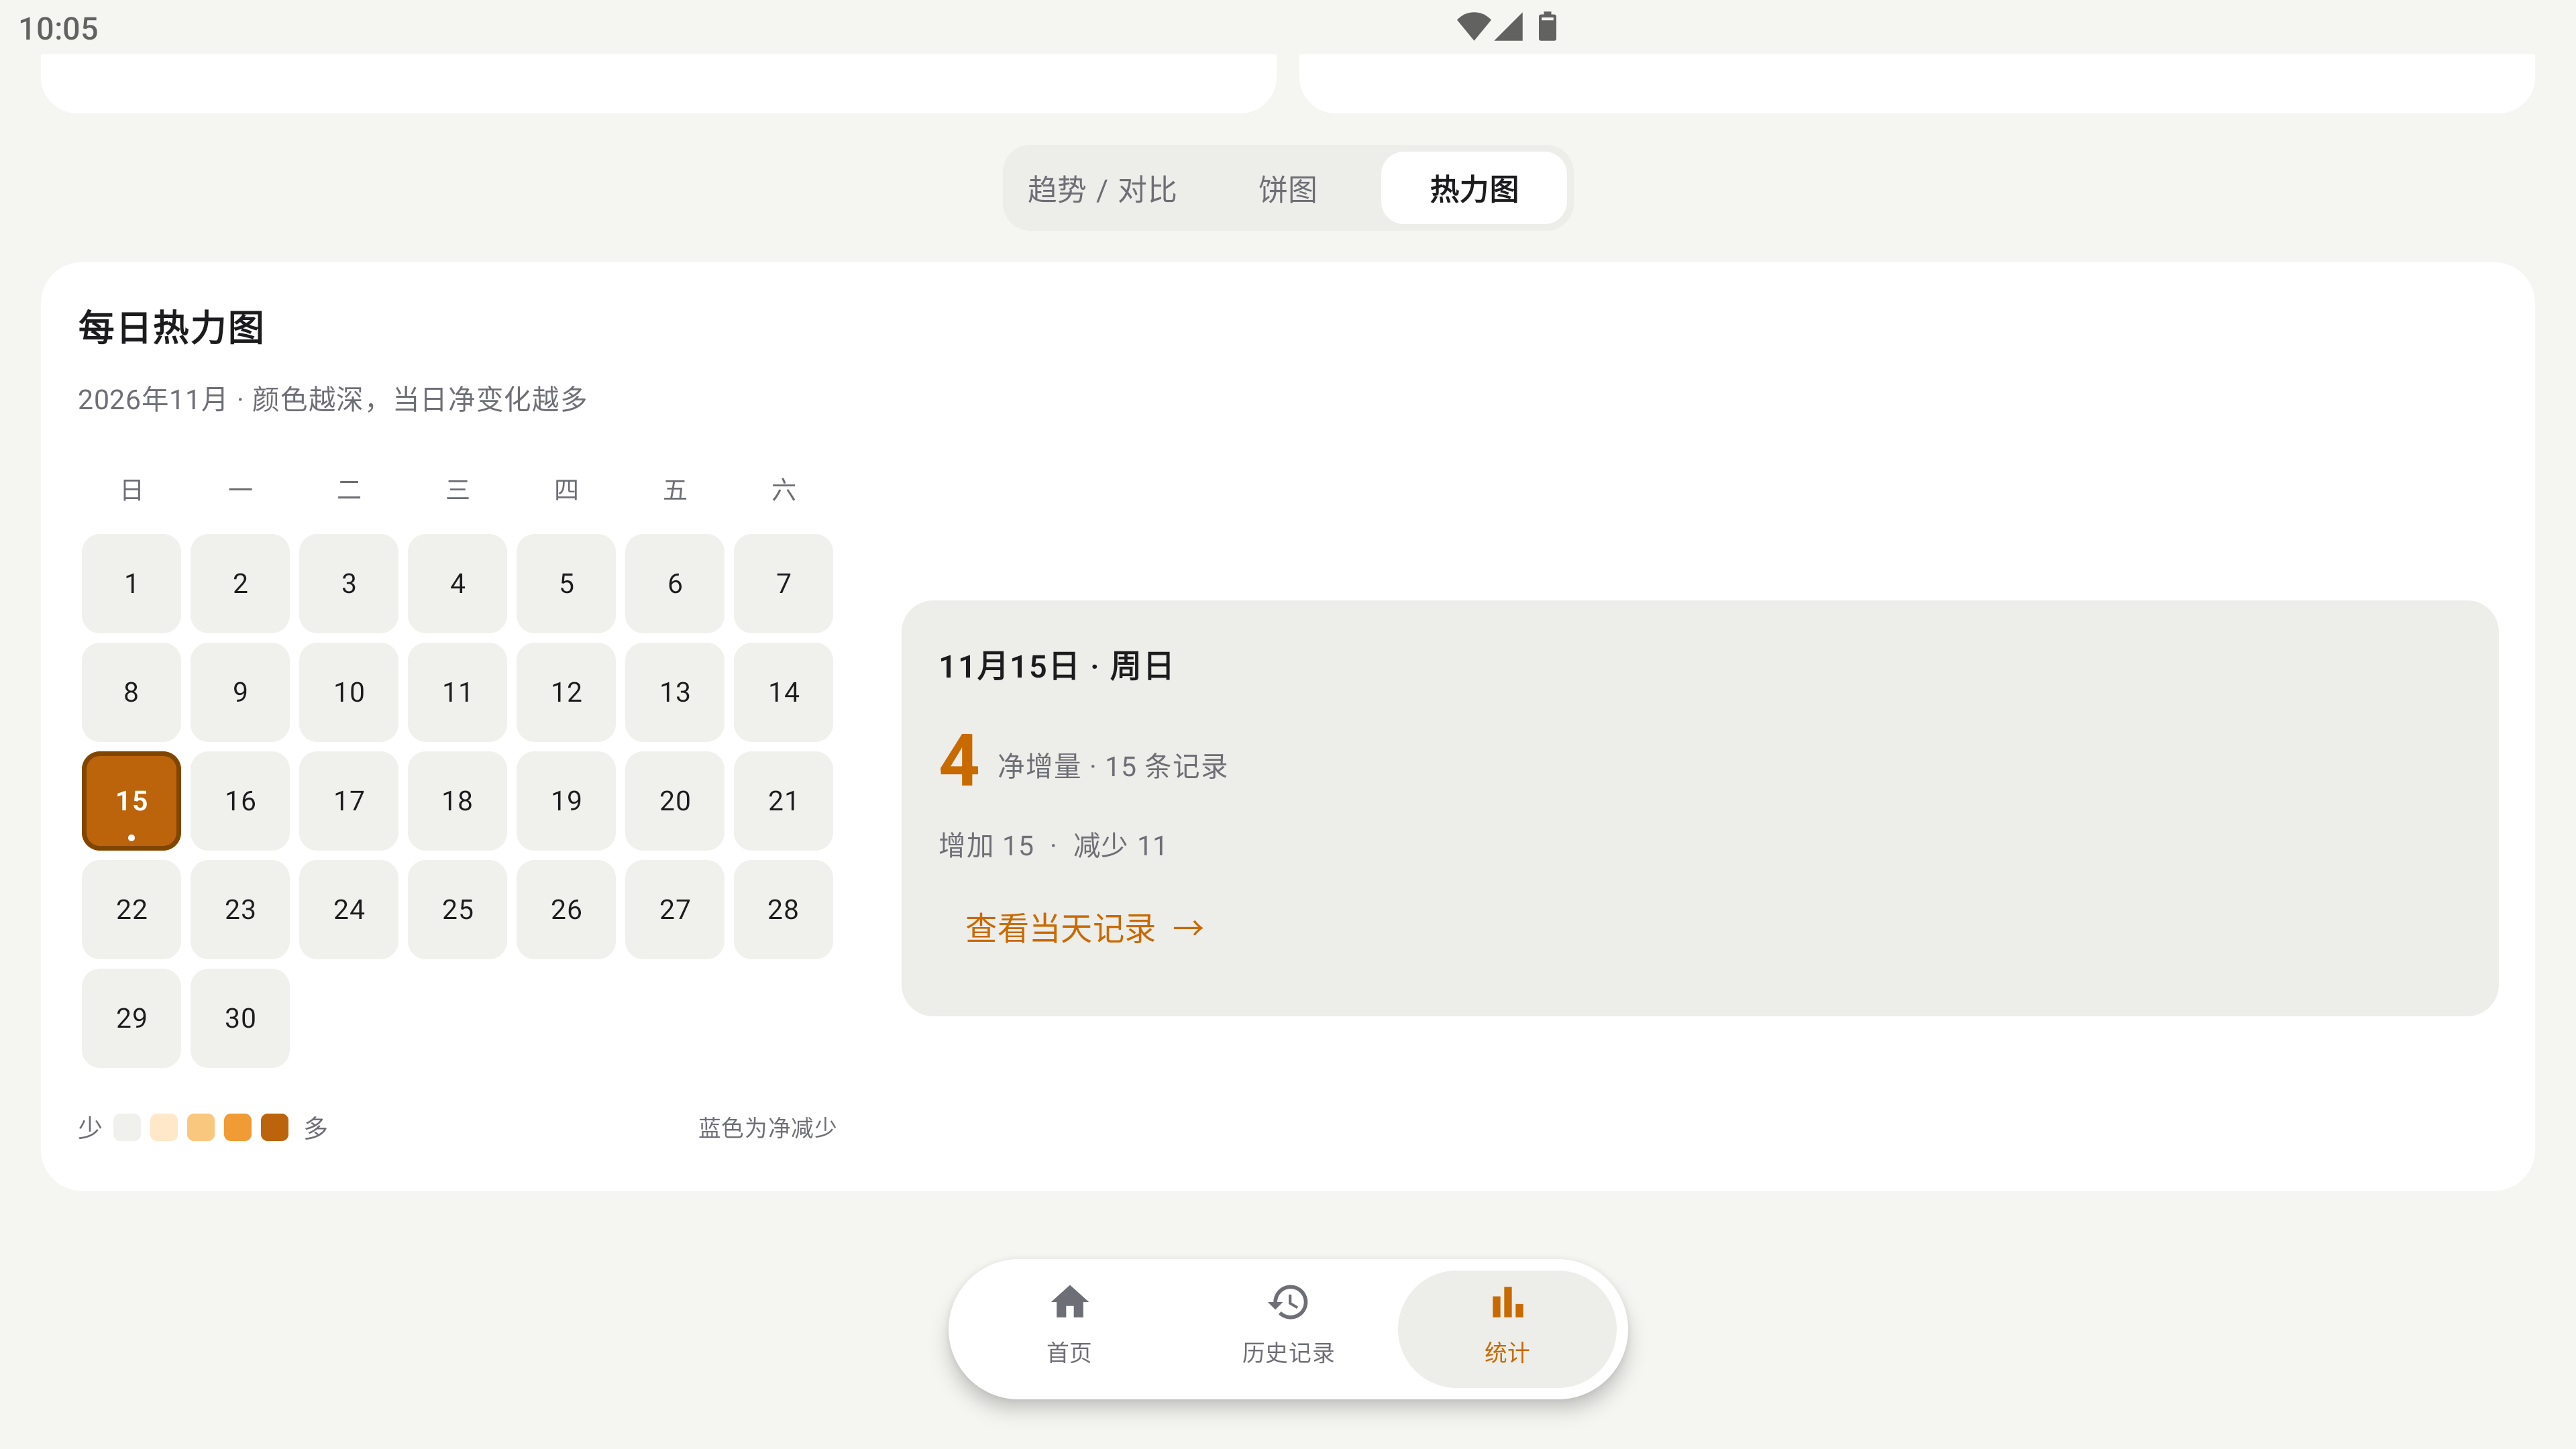 10:05
趋势 / 对比 饼图 热力图
每日热力图
2026年11月 · 颜色越深，当日净变化越多
日 一 二 三 四 五 六
1 2 3 4 5 6 7
8 9 10 11 12 13 14
15 16 17 18 19 20 21
22 23 24 25 26 27 28
29 30
少 多 蓝色为净减少
11月15日 · 周日
4 净增量 · 15 条记录
增加 15 · 减少 11
查看当天记录 →
首页 历史记录 统计